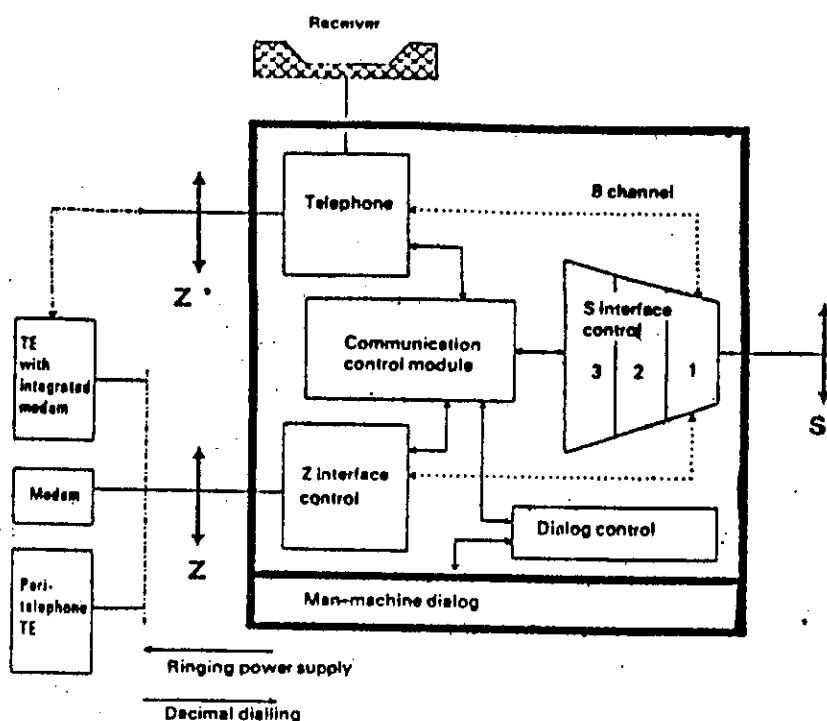 Receiver
Telephone
B channel
Z'
S interface
control
3 2 1
Communication
control module
S
TE
with
integrated
modem
Modem
Z interface
control
Z
Dialog control
Peri-
telephone
TE
Man-machine dialog
Ringing power supply
Decimal dialling